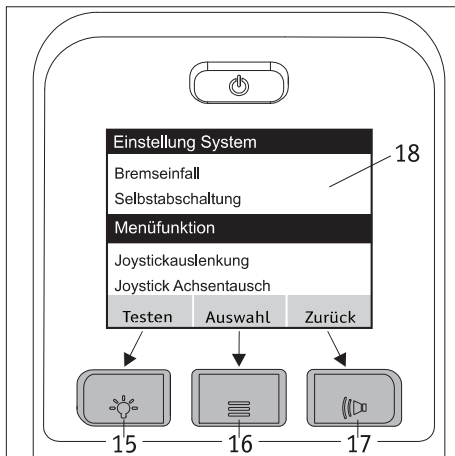 Einstellung System
18
Bremseinfall
Selbstabschaltung
Menüfunktion
Joystickauslenkung
Joystick Achsentausch
Testen Auswahl Zurück
15 16 17